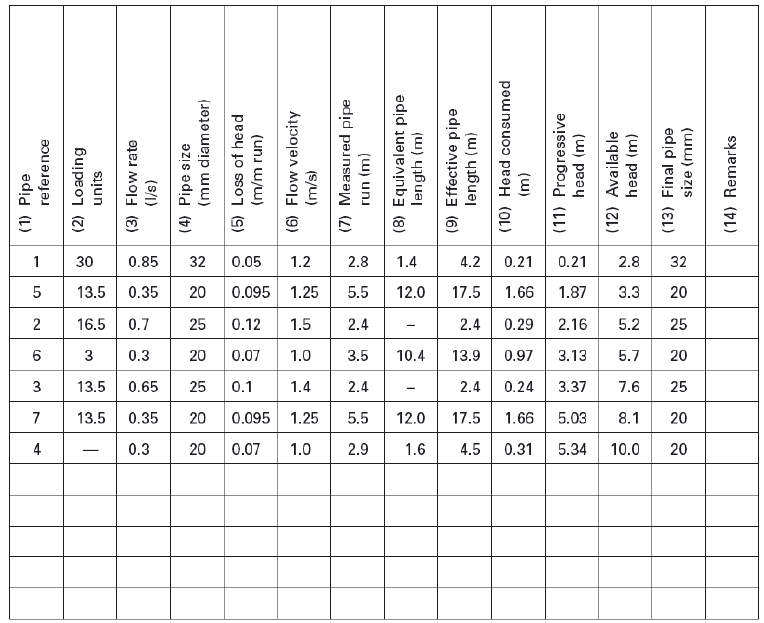 (1) Pipe reference
(2) Loading units
(3) Flow rate (l/s)
(4) Pipe size (mm diameter)
(5) Loss of head (m/m run)
(6) Flow velocity (m/s)
(7) Measured pipe run (m)
(8) Equivalent pipe length (m)
(9) Effective pipe length (m)
(10) Head consumed (m)
(11) Progressive head (m)
(12) Available head (m)
(13) Final pipe size (mm)
(14) Remarks
1 30 0.85 32 0.05 1.2 2.8 1.4 4.2 0.21 0.21 2.8 32
5 13.5 0.35 20 0.095 1.25 5.5 12.0 17.5 1.66 1.87 3.3 20
2 16.5 0.7 25 0.12 1.5 2.4 – 2.4 0.29 2.16 5.2 25
6 3 0.3 20 0.07 1.0 3.5 10.4 13.9 0.97 3.13 5.7 20
3 13.5 0.65 25 0.1 1.4 2.4 – 2.4 0.24 3.37 7.6 25
7 13.5 0.35 20 0.095 1.25 5.5 12.0 17.5 1.66 5.03 8.1 20
4 — 0.3 20 0.07 1.0 2.9 1.6 4.5 0.31 5.34 10.0 20